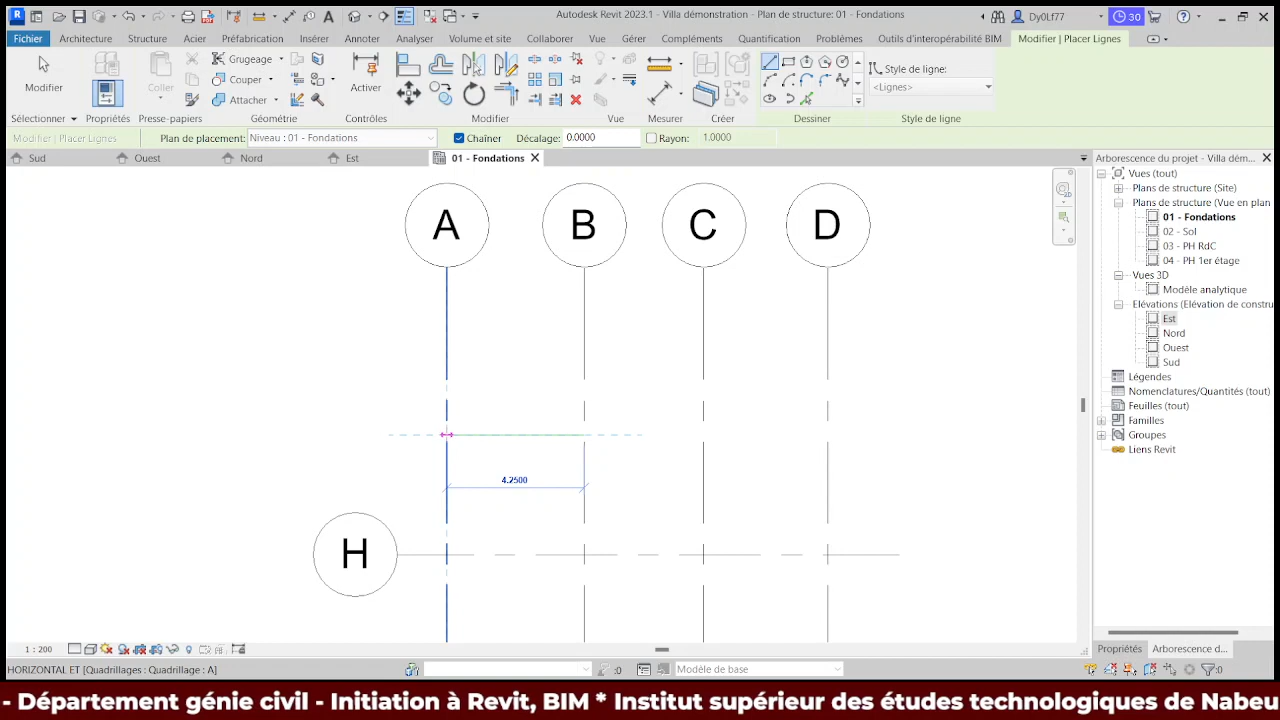 Autodesk Revit 2023.1 - Villa démonstration - Plan de structure: 01 - Fondations
Dy0Lf77
30
Fichier Architecture Structure Acier Préfabrication Insérer Annoter Analyser Volume et site Collaborer Vue Gérer Compléments Quantification Problèmes Outils d'interopérabilité BIM Modifier | Placer Lignes
Modifier
Coller
Grugeage
Couper
Attacher
Activer
Style de ligne:
<Lignes>
Sélectionner Propriétés Presse-papiers Géométrie Contrôles Modifier Vue Mesurer Créer Dessiner Style de ligne
Modifier | Placer Lignes Plan de placement: Niveau : 01 - Fondations Chaîner Décalage: 0.0000 Rayon: 1.0000
Sud Ouest Nord Est 01 - Fondations
Arborescence du projet - Villa dém...
Vues (tout)
Plans de structure (Site)
Plans de structure (Vue en plan
01 - Fondations
02 - Sol
03 - PH RdC
04 - PH 1er étage
Vues 3D
Modèle analytique
Elévations (Elévation de constru
Est
Nord
Ouest
Sud
Légendes
Nomenclatures/Quantités (tout)
Feuilles (tout)
Familles
Groupes
Liens Revit
A B C D
4.2500
H
1 : 200
Propriétés Arborescence d...
HORIZONTAL ET [Quadrillages : Quadrillage : A]
:0
Modèle de base
:0
- Département génie civil - Initiation à Revit, BIM * Institut supérieur des études technologiques de Nabeu